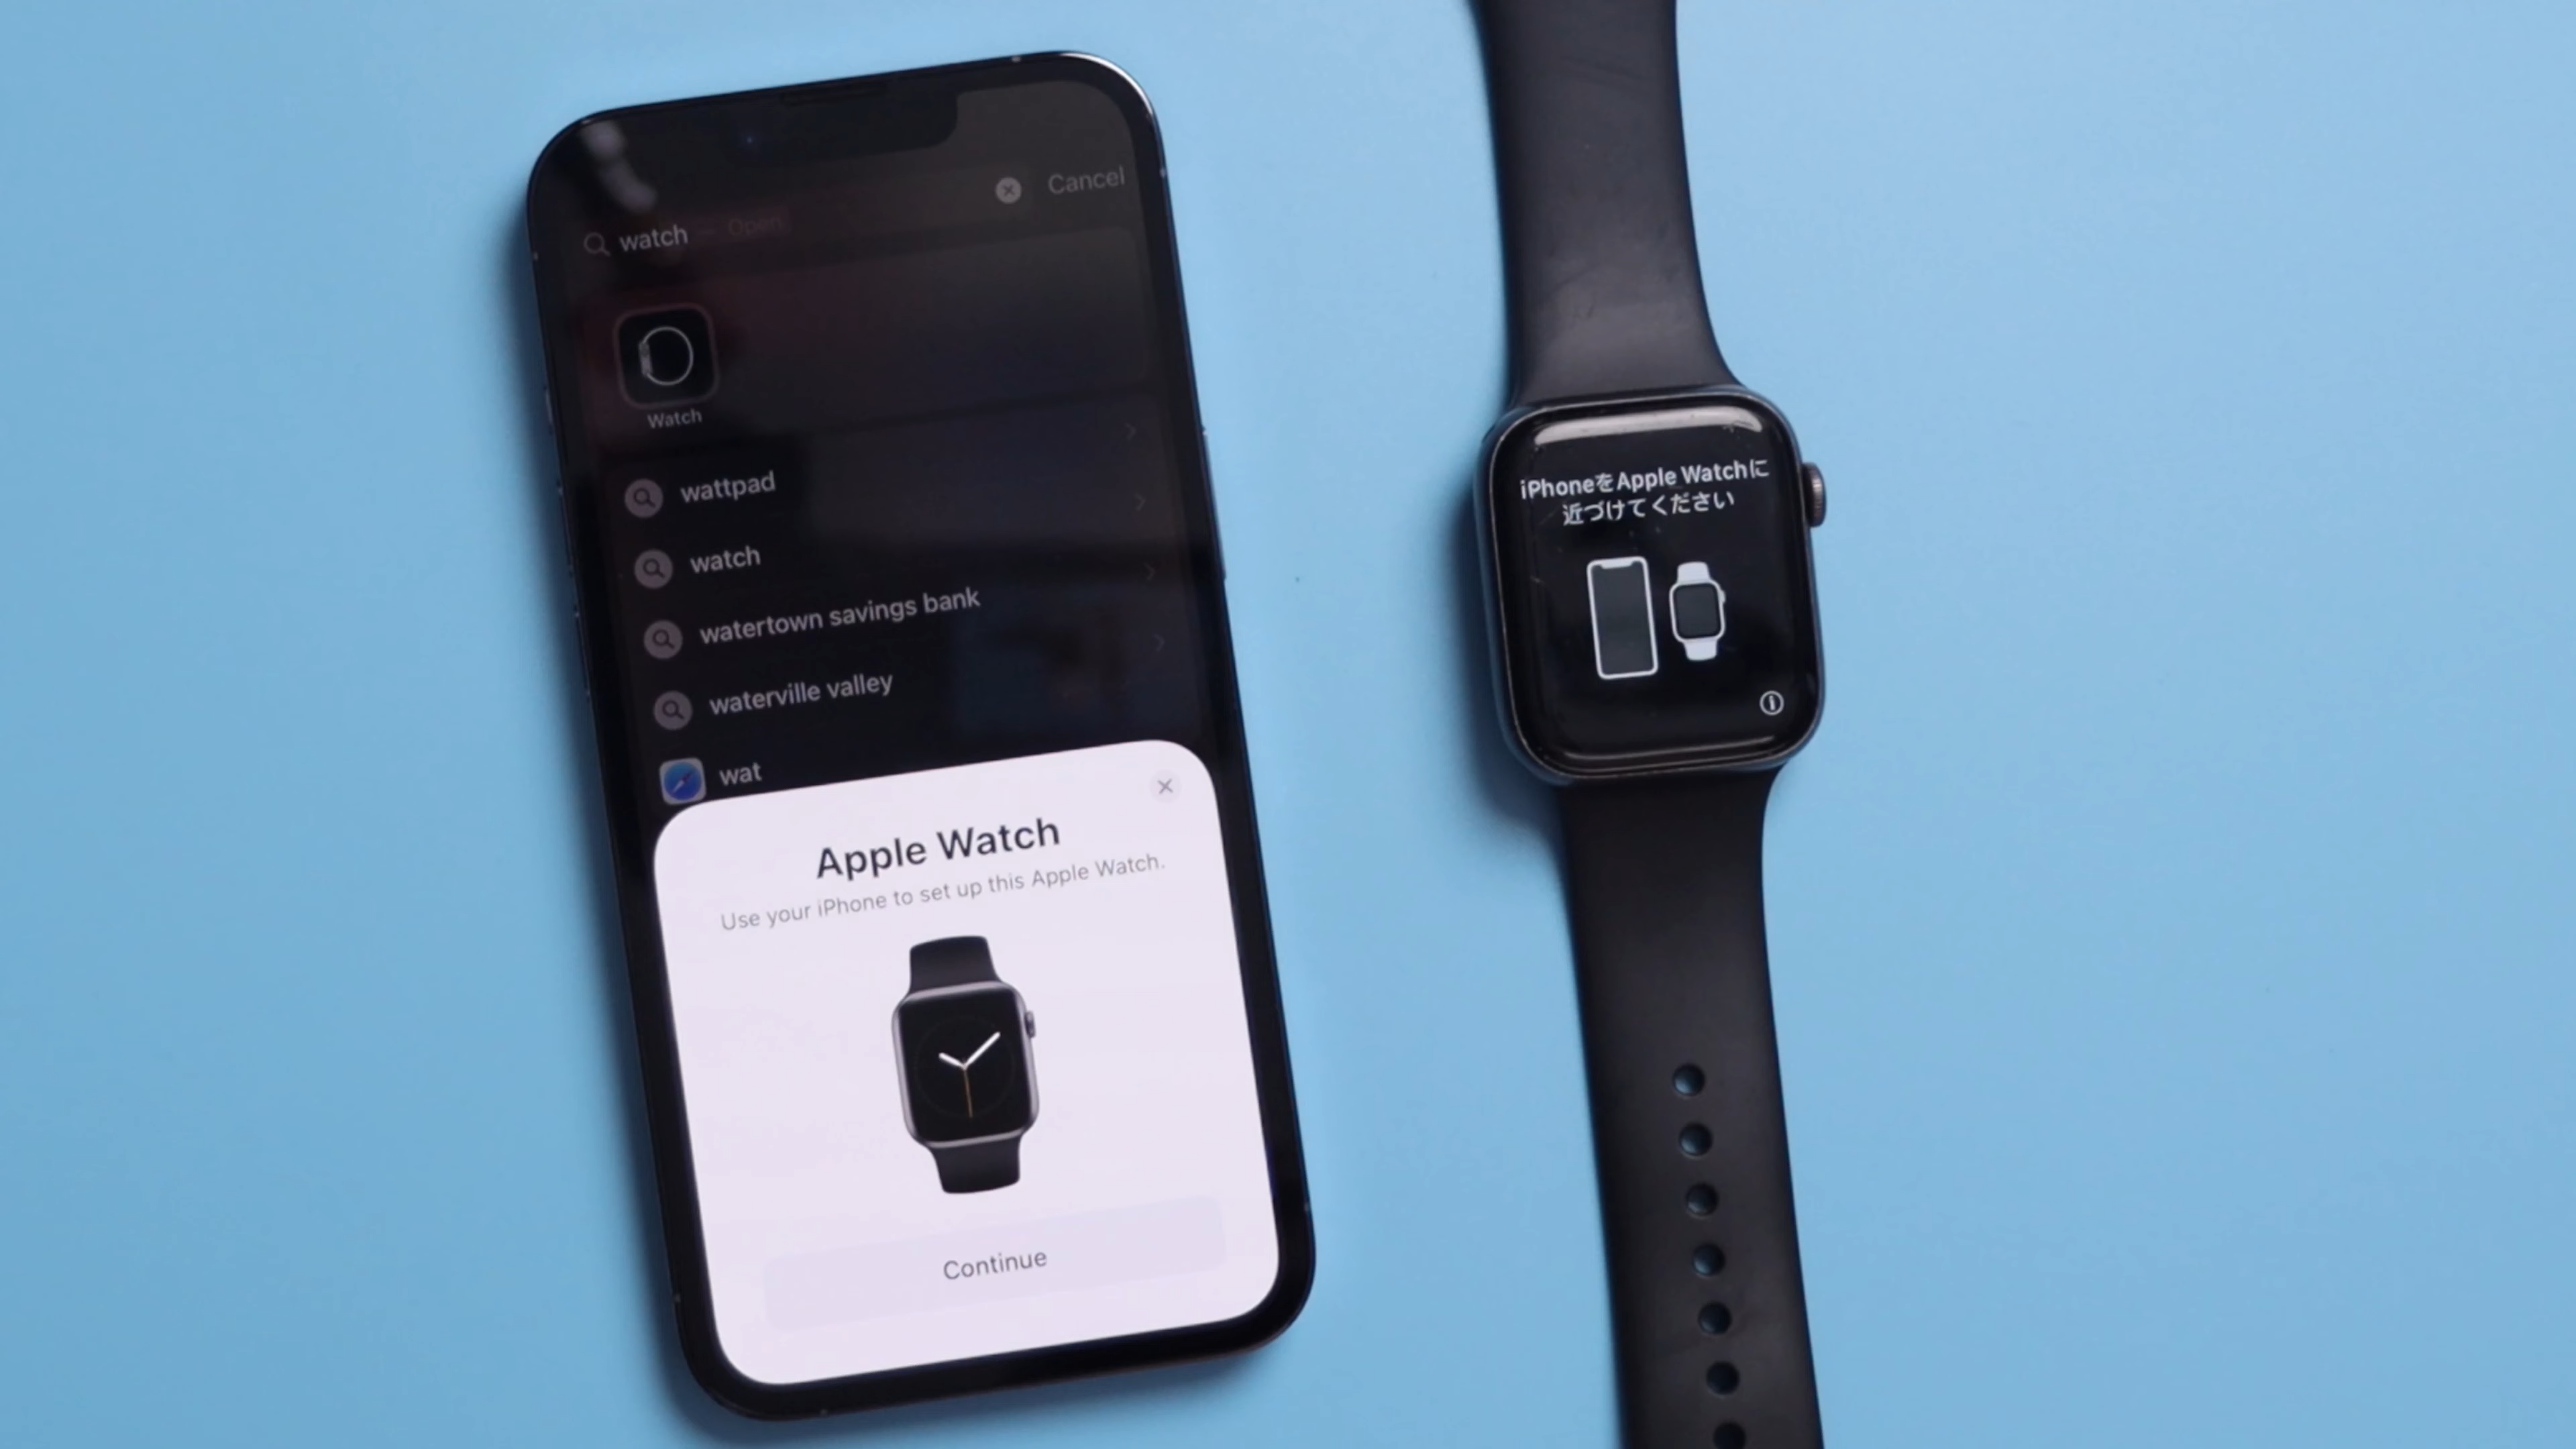 watch — Open
Cancel
Watch
wattpad
watch
watertown savings bank
waterville valley
wat
Apple Watch
Use your iPhone to set up this Apple Watch.
Continue
iPhoneをApple Watchに
近づけてください